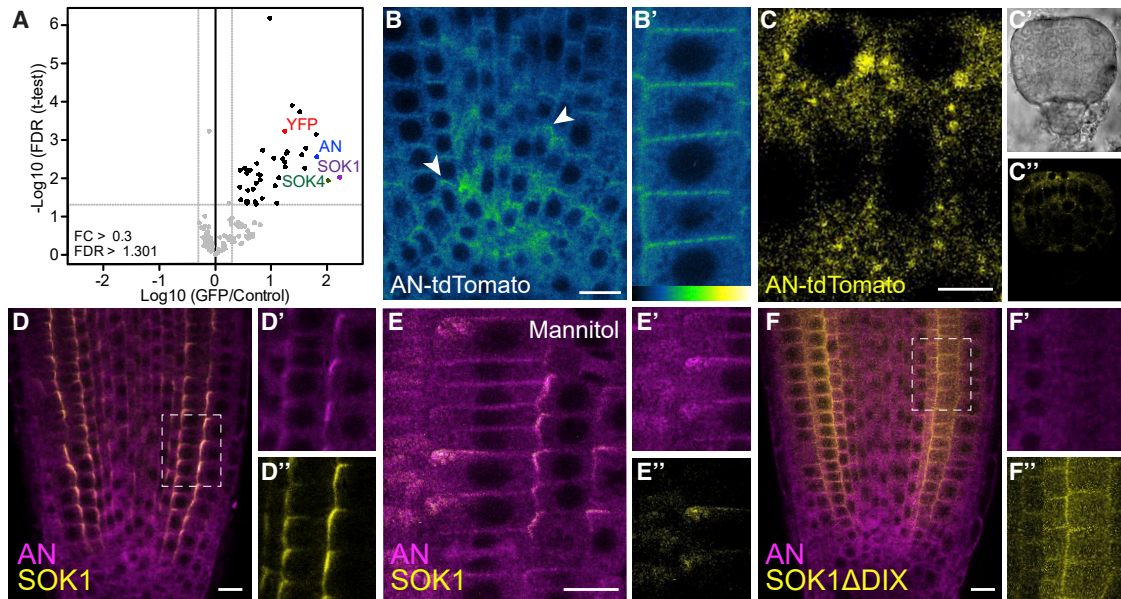 A
6
5
4
3
2
1
0
-Log10 (FDR (t-test))
YFP
AN
SOK1
SOK4
FC > 0.3
FDR > 1.301
-2 -1 0 1 2
Log10 (GFP/Control)
B
AN-tdTomato
B'
C
AN-tdTomato
C'
C''
D
AN
SOK1
D'
D''
E
Mannitol
AN
SOK1
E'
E''
F
AN
SOK1ΔDIX
F'
F''